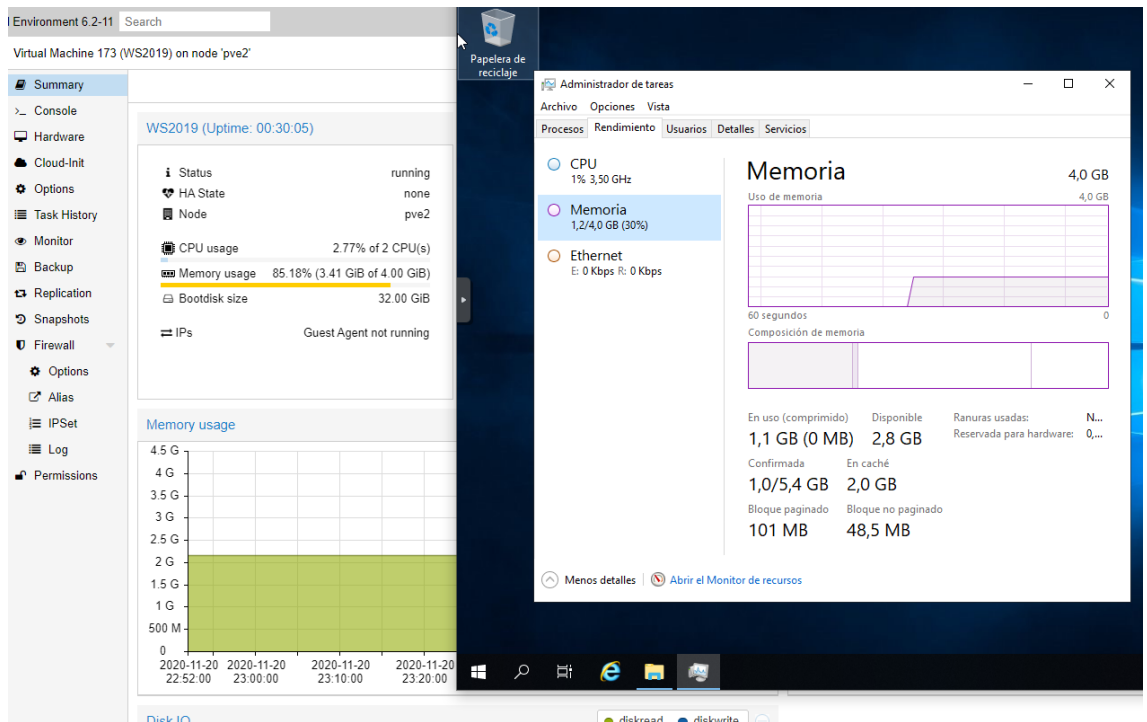 l Environment 6.2-11 Search
Virtual Machine 173 (WS2019) on node 'pve2'
Summary
Console
Hardware
Cloud-Init
Options
Task History
Monitor
Backup
Replication
Snapshots
Firewall
Options
Alias
IPSet
Log
Permissions
WS2019 (Uptime: 00:30:05)
Status running
HA State none
Node pve2
CPU usage 2.77% of 2 CPU(s)
Memory usage 85.18% (3.41 GiB of 4.00 GiB)
Bootdisk size 32.00 GiB
IPs Guest Agent not running
Memory usage
4.5 G
4 G
3.5 G
3 G
2.5 G
2 G
1.5 G
1 G
500 M
0
2020-11-20 2020-11-20 2020-11-20 2020-11-20
22:52:00 23:00:00 23:10:00 23:20:00
Disk IO diskread diskwrite
Papelera de
reciclaje
Administrador de tareas
Archivo Opciones Vista
Procesos Rendimiento Usuarios Detalles Servicios
CPU
1% 3,50 GHz
Memoria
1,2/4,0 GB (30%)
Ethernet
E: 0 Kbps R: 0 Kbps
Memoria 4,0 GB
Uso de memoria 4,0 GB
60 segundos 0
Composición de memoria
En uso (comprimido) Disponible Ranuras usadas: N...
1,1 GB (0 MB) 2,8 GB Reservada para hardware: 0,...
Confirmada En caché
1,0/5,4 GB 2,0 GB
Bloque paginado Bloque no paginado
101 MB 48,5 MB
Menos detalles Abrir el Monitor de recursos